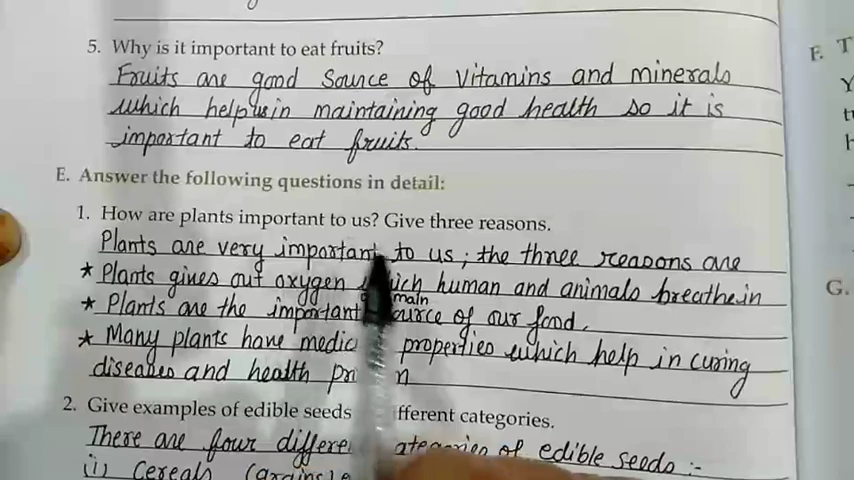 5. Why is it important to eat fruits?
Fruits are good source of vitamins and minerals
which help us in maintaining good health so it is
important to eat fruits.
E. Answer the following questions in detail:
1. How are plants important to us? Give three reasons.
Plants are very important to us; the three reasons are
* Plants gives out oxygen which human and animals breathe in
main
* Plants are the important source of our food.
* Many plants have properties which help in curing
diseases and health
2. Give examples of edible seeds different categories.
There are four different categories of edible seeds :-
(i) Cereals
F. T
G.